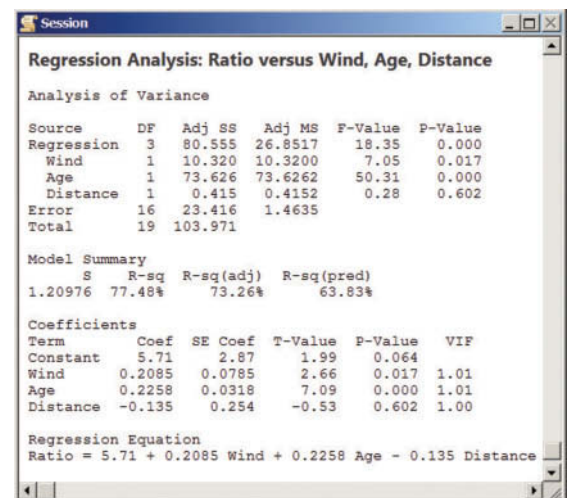 Session
Regression Analysis: Ratio versus Wind, Age, Distance
Analysis of Variance
Source DF Adj SS Adj MS F-Value P-Value
Regression 3 80.555 26.8517 18.35 0.000
Wind 1 10.320 10.3200 7.05 0.017
Age 1 73.626 73.6262 50.31 0.000
Distance 1 0.415 0.4152 0.28 0.602
Error 16 23.416 1.4635
Total 19 103.971
Model Summary
S R-sq R-sq(adj) R-sq(pred)
1.20976 77.48% 73.26% 63.83%
Coefficients
Term Coef SE Coef T-Value P-Value VIF
Constant 5.71 2.87 1.99 0.064
Wind 0.2085 0.0785 2.66 0.017 1.01
Age 0.2258 0.0318 7.09 0.000 1.01
Distance -0.135 0.254 -0.53 0.602 1.00
Regression Equation
Ratio = 5.71 + 0.2085 Wind + 0.2258 Age - 0.135 Distance